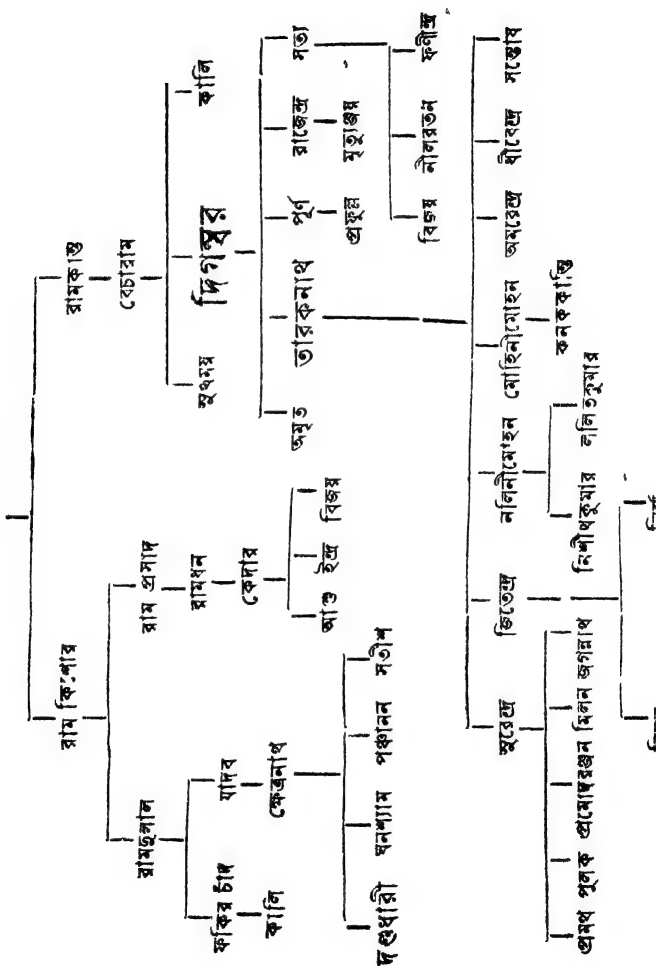 রাম কিশোর রামকান্ত
রামদুলাল রাম প্রসাদ বেচারাম
ফকির চাঁদ যাদব রামধন সুখময় দিগম্বর কালি
কালি ক্ষেত্রনাথ কেদার
অমৃত তারকনাথ পূর্ণ রাজেন্দ্র সত্য
আশু ইন্দ্র বিজয় প্রফুল্ল মৃত্যুঞ্জয়
দণ্ডধারী ঘনশ্যাম পঞ্চানন সতীশ বিজয় নীলরতন ফণীন্দ্র
সুরেন্দ্র জিতেন্দ্র নলিনীমোহন মোহিনীমোহন অমরেন্দ্র ধীরেন্দ্র সন্তোষ
কনককান্তি
প্রমথ পুলক প্রমোদরঞ্জন মিলন জগন্নাথ নিশীথকুমার ললিতকুমার